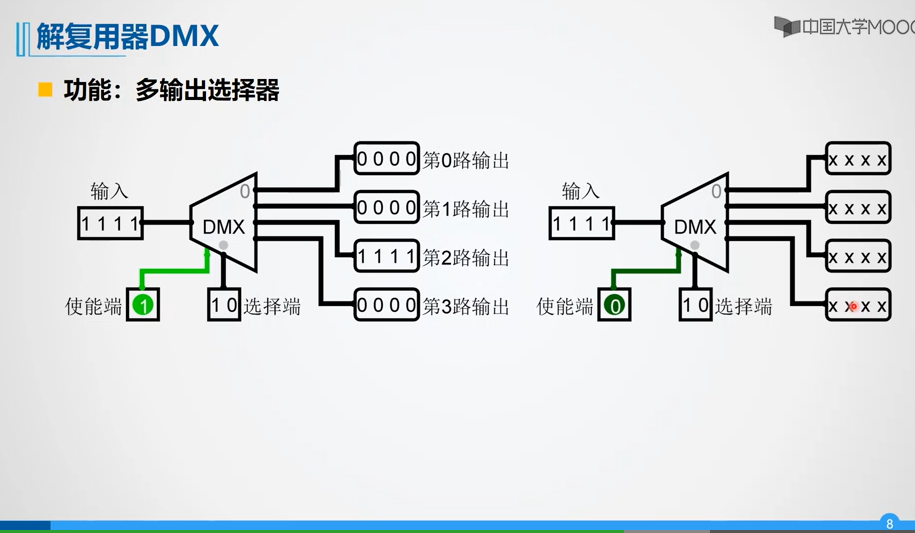 解复用器DMX
中国大学MOOC
功能：多输出选择器
输入
1 1 1 1
DMX
0
使能端
1
1 0
选择端
0 0 0 0
第0路输出
0 0 0 0
第1路输出
1 1 1 1
第2路输出
0 0 0 0
第3路输出
输入
1 1 1 1
DMX
0
使能端
0
1 0
选择端
x x x x
x x x x
x x x x
x x x x
8